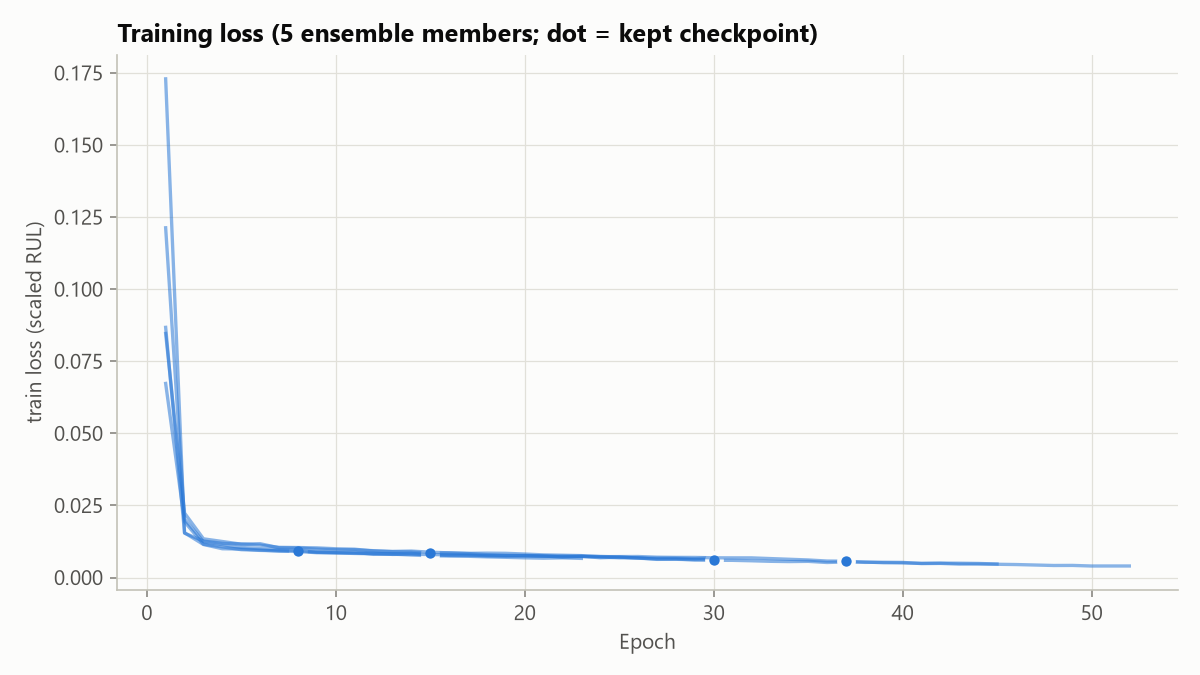 Training loss (5 ensemble members; dot = kept checkpoint)
0.175
0.150
0.125
0.100
0.075
0.050
0.025
0.000
train loss (scaled RUL)
0 10 20 30 40 50
Epoch